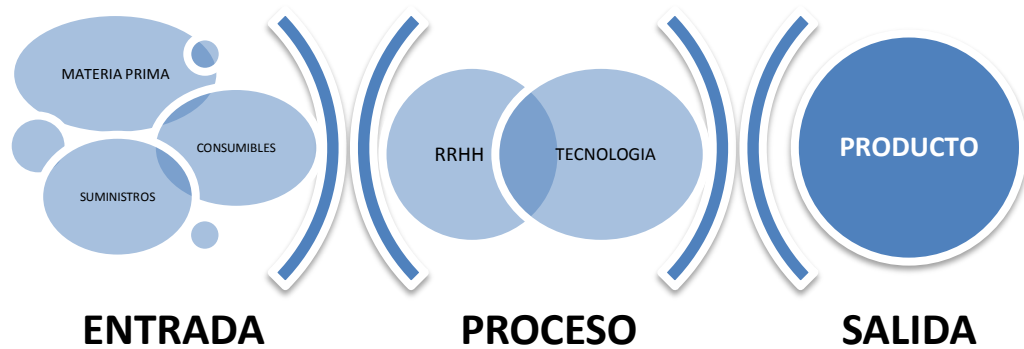 MATERIA PRIMA
CONSUMIBLES
SUMINISTROS
RRHH
TECNOLOGIA
PRODUCTO
ENTRADA
PROCESO
SALIDA